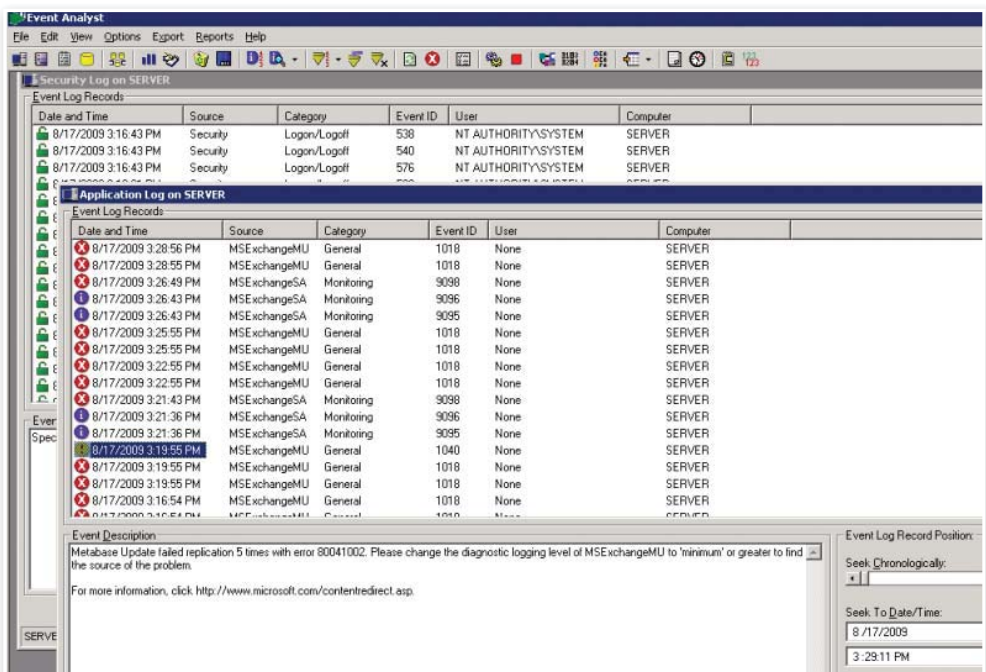 Event Analyst
File Edit View Options Export Reports Help
Security Log on SERVER
Event Log Records
Date and Time Source Category Event ID User Computer
8/17/2009 3:16:43 PM Security Logon/Logoff 538 NT AUTHORITY\SYSTEM SERVER
8/17/2009 3:16:43 PM Security Logon/Logoff 540 NT AUTHORITY\SYSTEM SERVER
8/17/2009 3:16:43 PM Security Logon/Logoff 576 NT AUTHORITY\SYSTEM SERVER
Application Log on SERVER
Event Log Records
Date and Time Source Category Event ID User Computer
8/17/2009 3:28:56 PM MSExchangeMU General 1018 None SERVER
8/17/2009 3:28:55 PM MSExchangeMU General 1018 None SERVER
8/17/2009 3:26:49 PM MSExchangeSA Monitoring 9098 None SERVER
8/17/2009 3:26:43 PM MSExchangeSA Monitoring 9096 None SERVER
8/17/2009 3:26:43 PM MSExchangeSA Monitoring 9095 None SERVER
8/17/2009 3:25:55 PM MSExchangeMU General 1018 None SERVER
8/17/2009 3:25:55 PM MSExchangeMU General 1018 None SERVER
8/17/2009 3:22:55 PM MSExchangeMU General 1018 None SERVER
8/17/2009 3:22:55 PM MSExchangeMU General 1018 None SERVER
8/17/2009 3:21:43 PM MSExchangeSA Monitoring 9098 None SERVER
8/17/2009 3:21:36 PM MSExchangeSA Monitoring 9096 None SERVER
8/17/2009 3:21:36 PM MSExchangeSA Monitoring 9095 None SERVER
8/17/2009 3:19:55 PM MSExchangeMU General 1040 None SERVER
8/17/2009 3:19:55 PM MSExchangeMU General 1018 None SERVER
8/17/2009 3:19:55 PM MSExchangeMU General 1018 None SERVER
8/17/2009 3:16:54 PM MSExchangeMU General 1018 None SERVER
Even
Spec
Event Description
Metabase Update failed replication 5 times with error 80041002. Please change the diagnostic logging level of MSExchangeMU to 'minimum' or greater to find
the source of the problem.
For more information, click http://www.microsoft.com/contentredirect.asp.
Event Log Record Position:
Seek Chronologically:
Seek To Date/Time:
8/17/2009
3:29:11 PM
SERVE